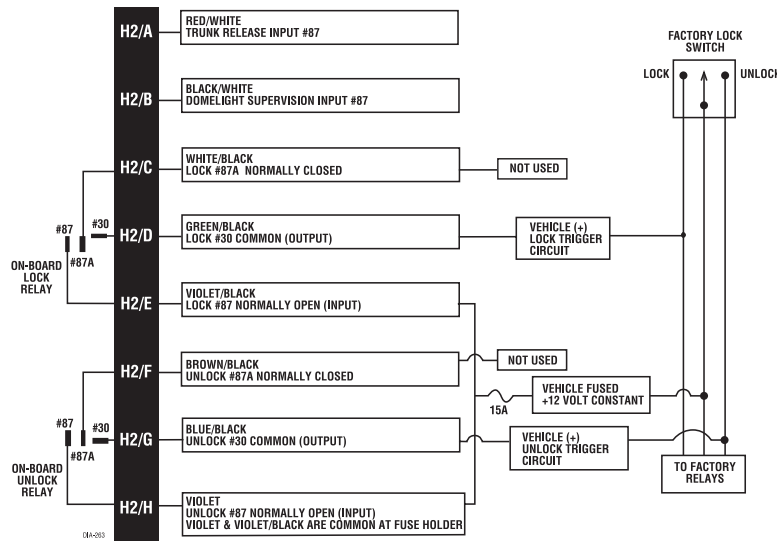 H2/A
RED/WHITE
TRUNK RELEASE INPUT #87
FACTORY LOCK
SWITCH
LOCK
UNLOCK
H2/B
BLACK/WHITE
DOMELIGHT SUPERVISION INPUT #87
H2/C
WHITE/BLACK
LOCK #87A NORMALLY CLOSED
NOT USED
#87
#30
#87A
ON-BOARD
LOCK
RELAY
H2/D
GREEN/BLACK
LOCK #30 COMMON (OUTPUT)
VEHICLE (+)
LOCK TRIGGER
CIRCUIT
H2/E
VIOLET/BLACK
LOCK #87 NORMALLY OPEN (INPUT)
H2/F
BROWN/BLACK
UNLOCK #87A NORMALLY CLOSED
NOT USED
15A
VEHICLE FUSED
+12 VOLT CONSTANT
#87
#30
#87A
ON-BOARD
UNLOCK
RELAY
H2/G
BLUE/BLACK
UNLOCK #30 COMMON (OUTPUT)
VEHICLE (+)
UNLOCK TRIGGER
CIRCUIT
TO FACTORY
RELAYS
H2/H
VIOLET
UNLOCK #87 NORMALLY OPEN (INPUT)
VIOLET & VIOLET/BLACK ARE COMMON AT FUSE HOLDER
DIA-263